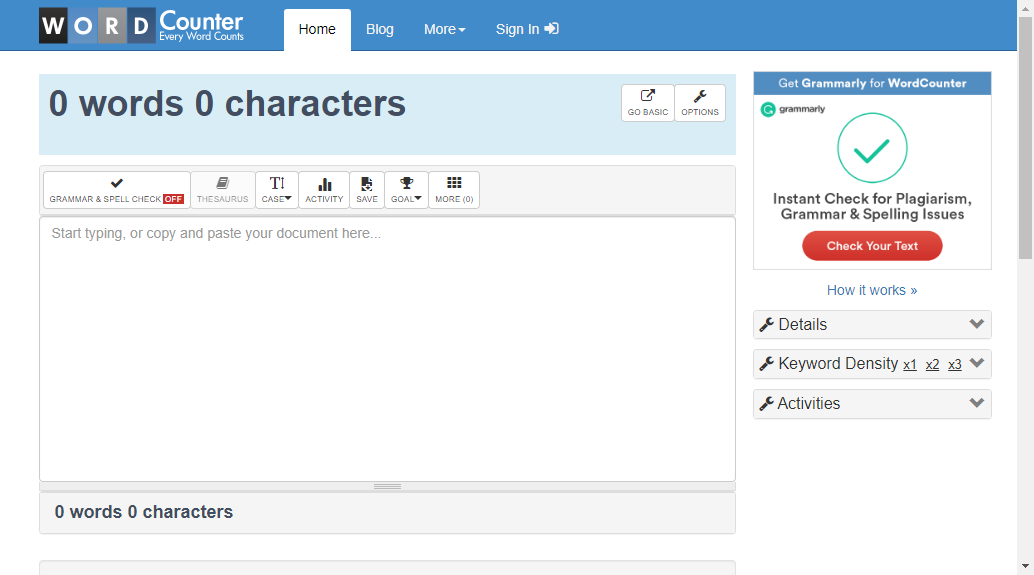 WORD Counter
Every Word Counts
Home
Blog
More
Sign In
0 words 0 characters
GO BASIC
OPTIONS
GRAMMAR & SPELL CHECK OFF
THESAURUS
CASE
ACTIVITY
SAVE
GOAL
MORE (0)
Start typing, or copy and paste your document here...
0 words 0 characters
Get Grammarly for WordCounter
grammarly
Instant Check for Plagiarism,
Grammar & Spelling Issues
Check Your Text
How it works »
Details
Keyword Density x1 x2 x3
Activities